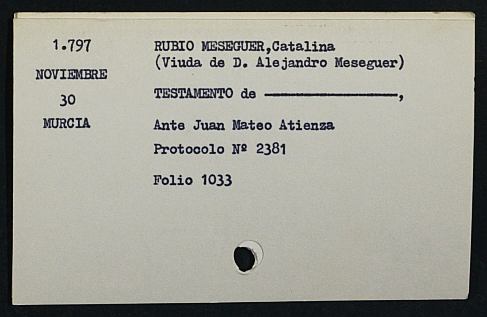 1.797
NOVIEMBRE
30
MURCIA
RUBIO MESEGUER,Catalina
(Viuda de D. Alejandro Meseguer)
TESTAMENTO de ————————————,
Ante Juan Mateo Atienza
Protocolo Nº 2381
Folio 1033